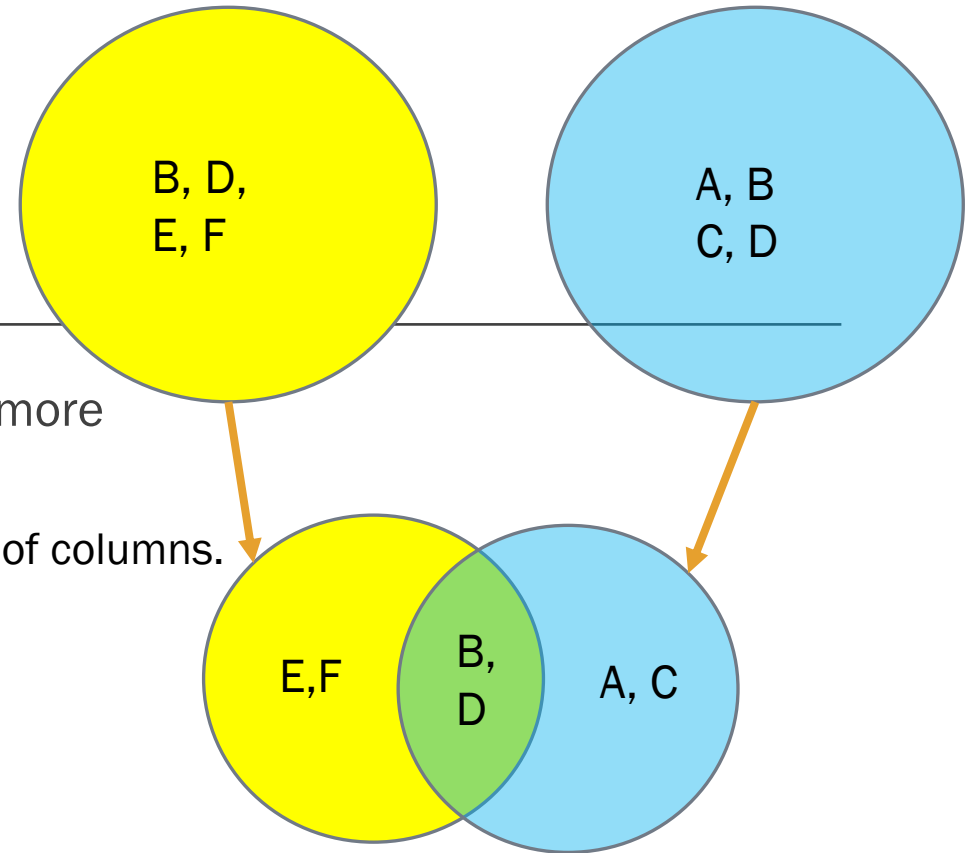 B, D,
E, F
A, B
C, D
more
of columns.
E,F
B,
D
A, C